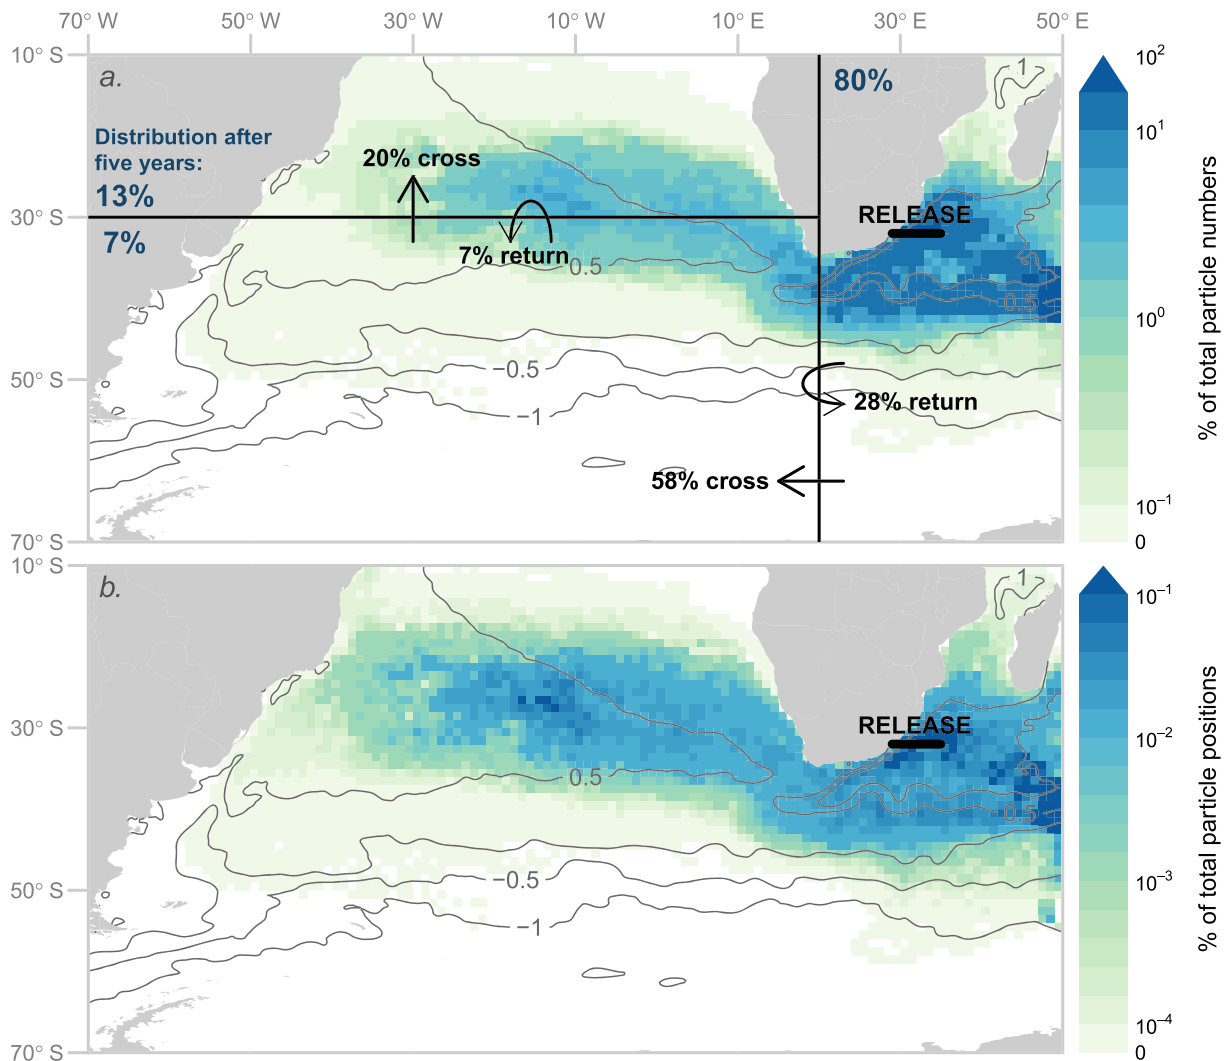 70° W 50° W 30° W 10° W 10° E 30° E 50° E
10° S
a.
80%
1
10²
Distribution after
five years:
20% cross
10¹
13%
30° S
RELEASE
7%
7% return
0.5
0.5
10⁰
% of total particle numbers
−0.5
50° S
28% return
−1
58% cross
10⁻¹
70° S
0
10° S
b.
1
10⁻¹
30° S
RELEASE
10⁻²
0.5
0.5
% of total particle positions
−0.5
50° S
10⁻³
−1
10⁻⁴
70° S
0